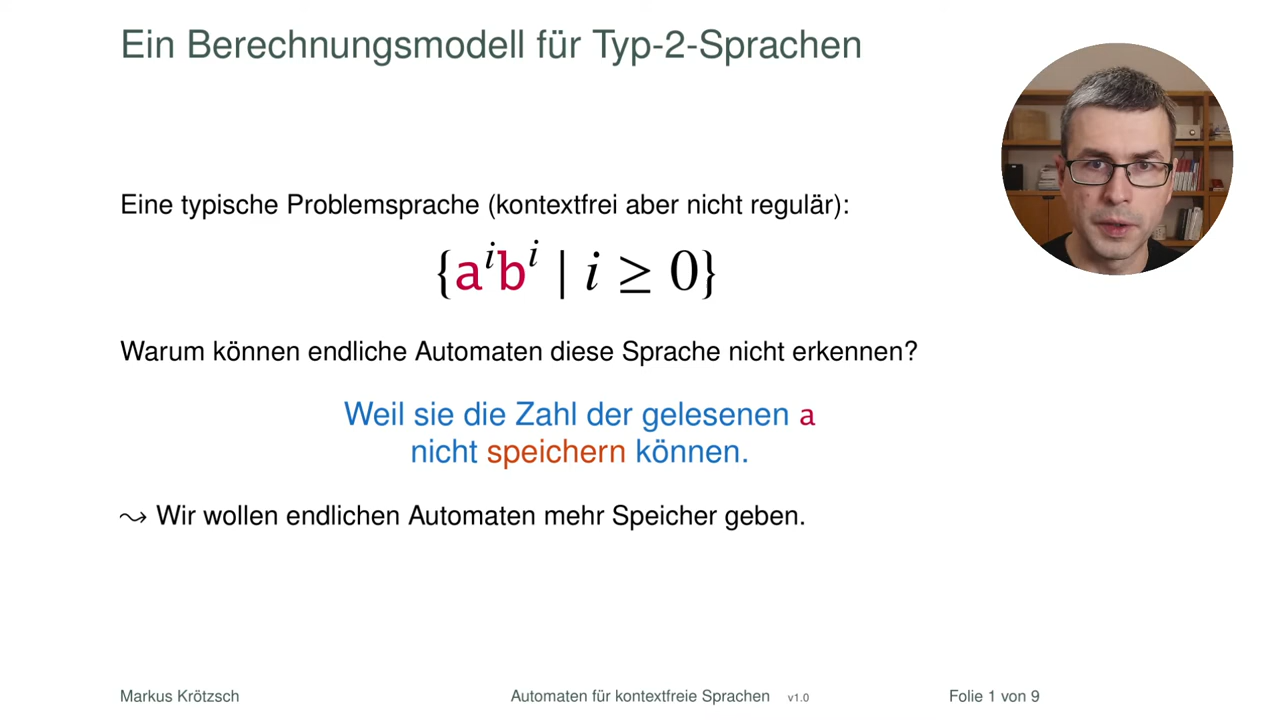 Ein Berechnungsmodell für Typ-2-Sprachen
Eine typische Problemsprache (kontextfrei aber nicht regulär):
{aⁱbⁱ | i ≥ 0}
Warum können endliche Automaten diese Sprache nicht erkennen?
Weil sie die Zahl der gelesenen a
nicht speichern können.
⤳ Wir wollen endlichen Automaten mehr Speicher geben.
Markus Krötzsch Automaten für kontextfreie Sprachen v1.0 Folie 1 von 9